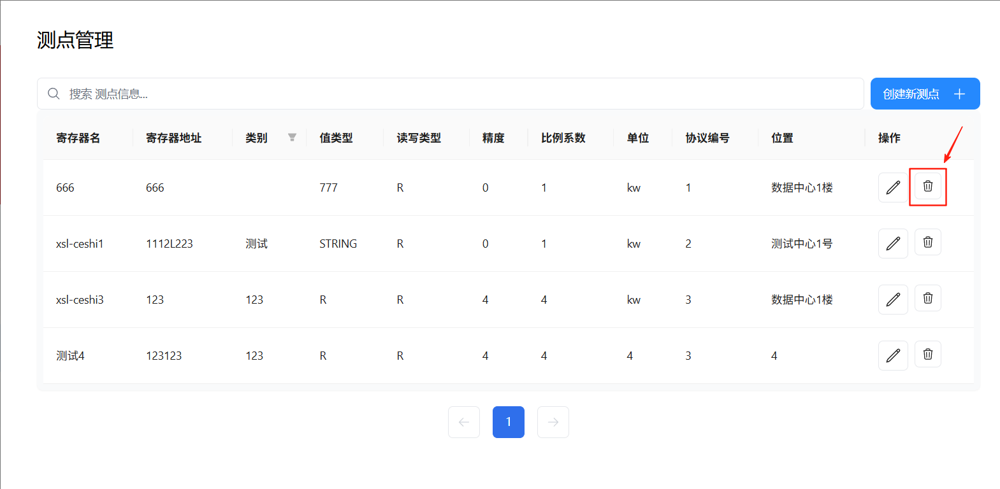 测点管理
搜索 测点信息...
创建新测点
寄存器名 寄存器地址 类别 值类型 读写类型 精度 比例系数 单位 协议编号 位置 操作
666 666 777 R 0 1 kw 1 数据中心1楼
xsl-ceshi1 1112L223 测试 STRING R 0 1 kw 2 测试中心1号
xsl-ceshi3 123 123 R R 4 4 kw 3 数据中心1楼
测试4 123123 123 R R 4 4 4 3 4
1